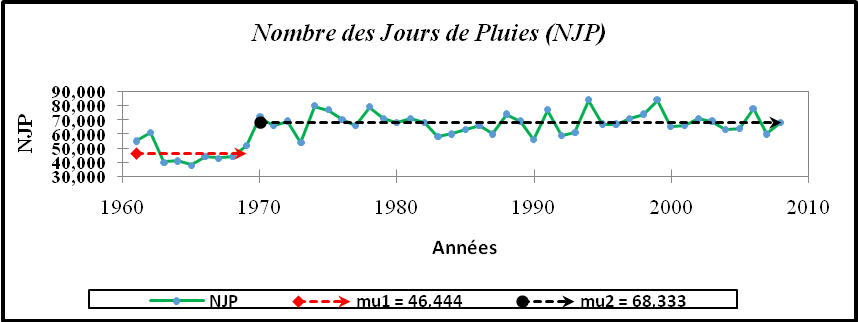 Nombre des Jours de Pluies (NJP)
90,000
80,000
70,000
60,000
50,000
40,000
30,000
NJP
1960 1970 1980 1990 2000 2010
Années
NJP mu1 = 46,444 mu2 = 68,333